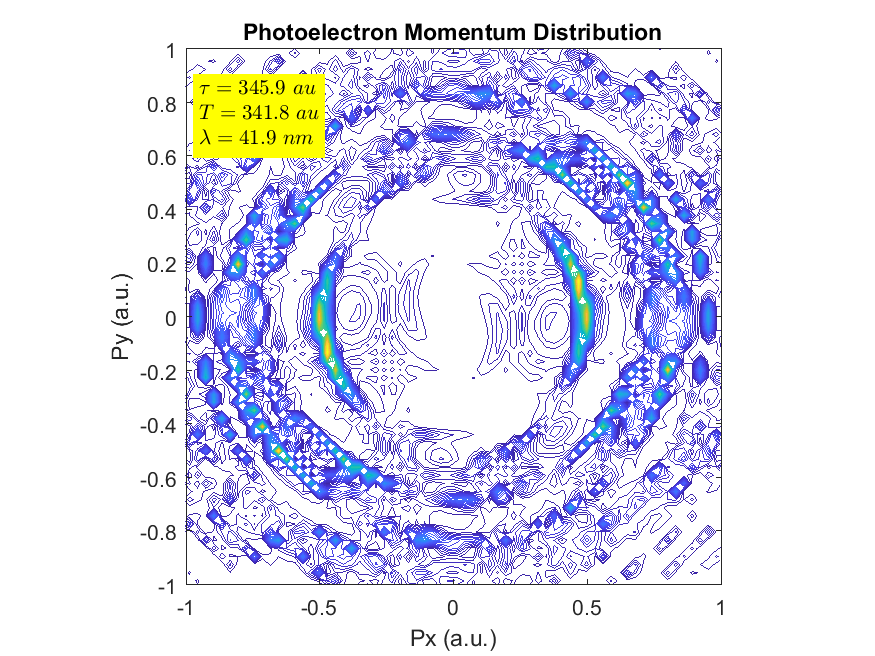 Photoelectron Momentum Distribution
τ = 345.9 au
T = 341.8 au
λ = 41.9 nm
1
0.8
0.6
0.4
0.2
0
-0.2
-0.4
-0.6
-0.8
-1
Py (a.u.)
-1
-0.5
0
0.5
1
Px (a.u.)